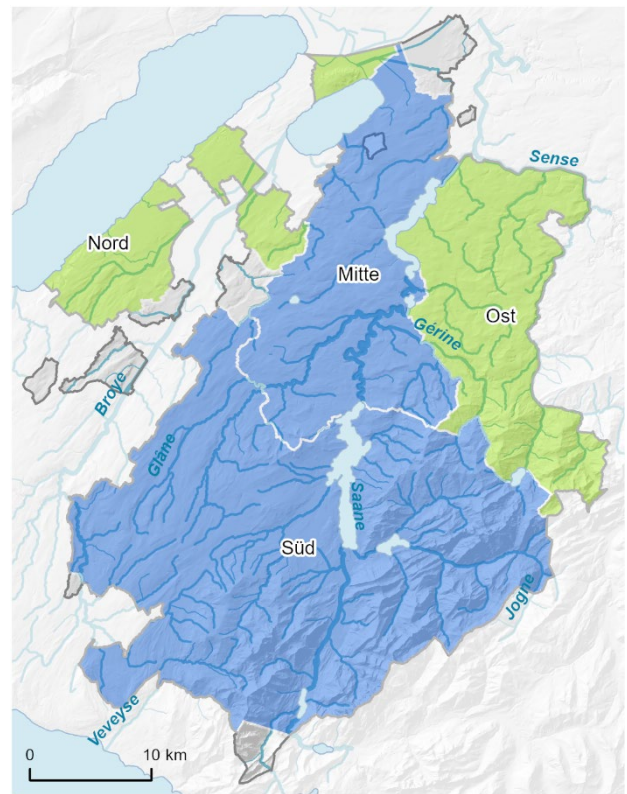 Sense
Nord
Mitte
Ost
Gérine
Broye
Glâne
Saane
Süd
Jogne
Veveyse
0 10 km